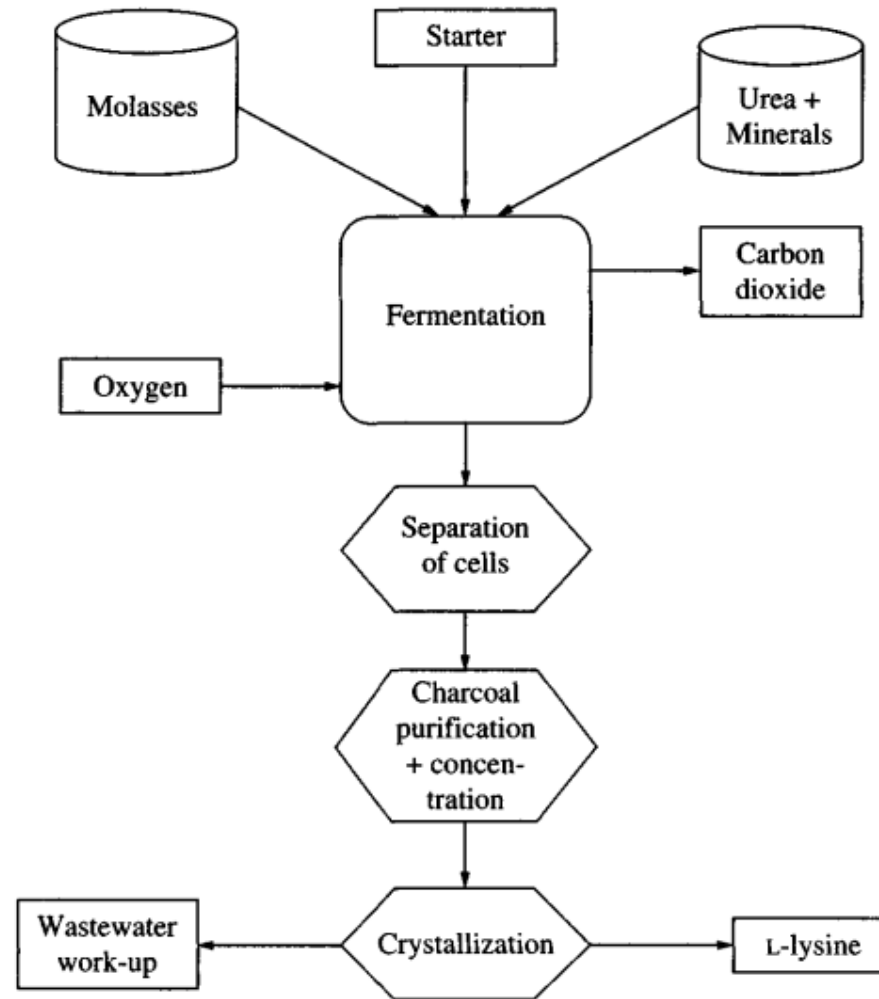 Starter
Molasses
Urea +
Minerals
Carbon
dioxide
Fermentation
Oxygen
Separation
of cells
Charcoal
purification
+ concen-
tration
Wastewater
work-up
Crystallization
L-lysine